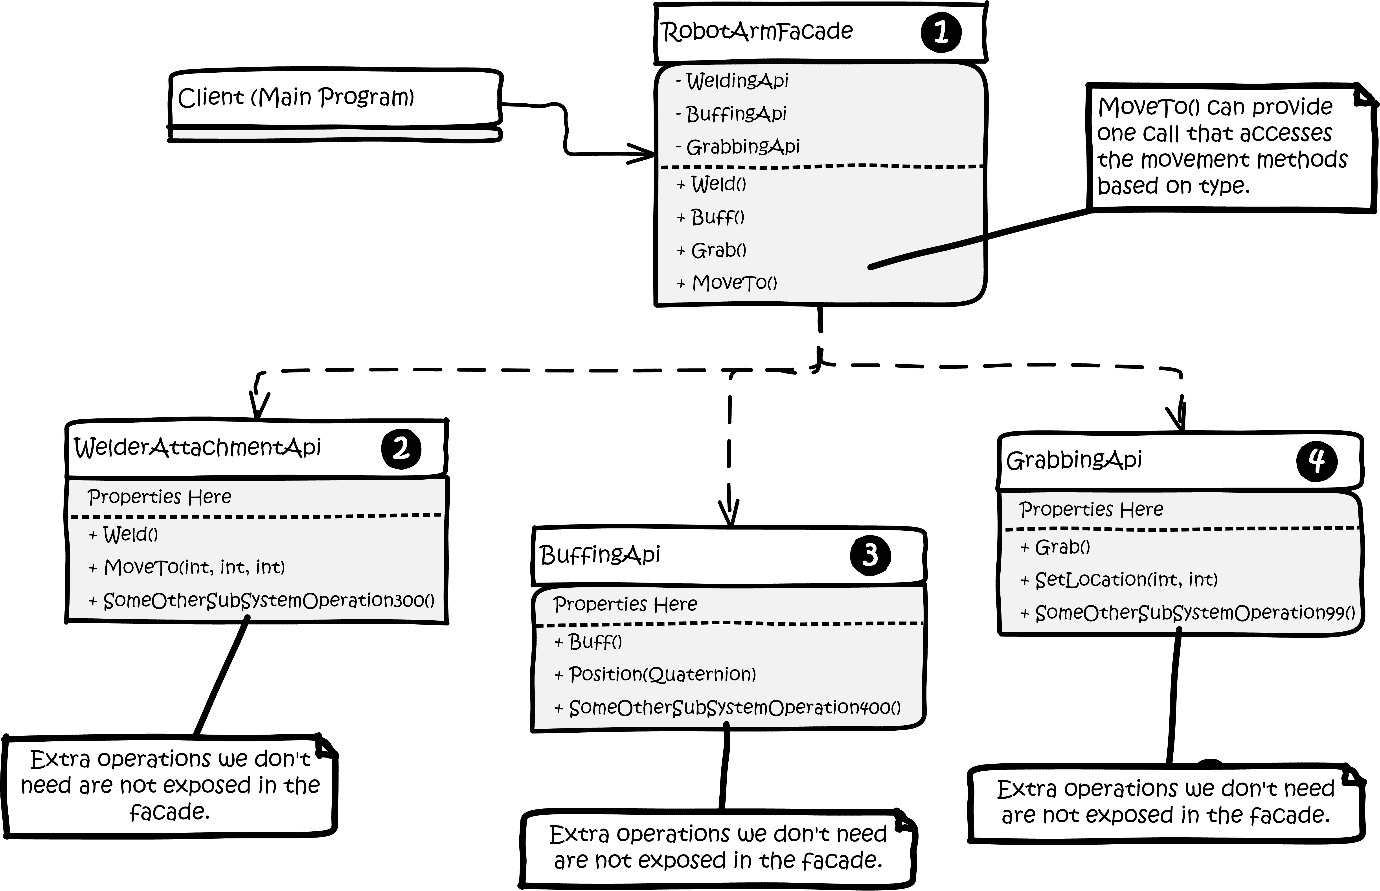 RobotArmFacade 1
- WeldingApi
- BuffingApi
- GrabbingApi
+ Weld()
+ Buff()
+ Grab()
+ MoveTo()
Client (Main Program)
MoveTo() can provide
one call that accesses
the movement methods
based on type.
WelderAttachmentApi 2
Properties Here
+ Weld()
+ MoveTo(int, int, int)
+ SomeOtherSubSystemOperation300()
Extra operations we don't
need are not exposed in the
facade.
BuffingApi 3
Properties Here
+ Buff()
+ Position(Quaternion)
+ SomeOtherSubSystemOperation400()
Extra operations we don't need
are not exposed in the facade.
GrabbingApi 4
Properties Here
+ Grab()
+ SetLocation(int, int)
+ SomeOtherSubSystemOperation99()
Extra operations we don't need
are not exposed in the facade.